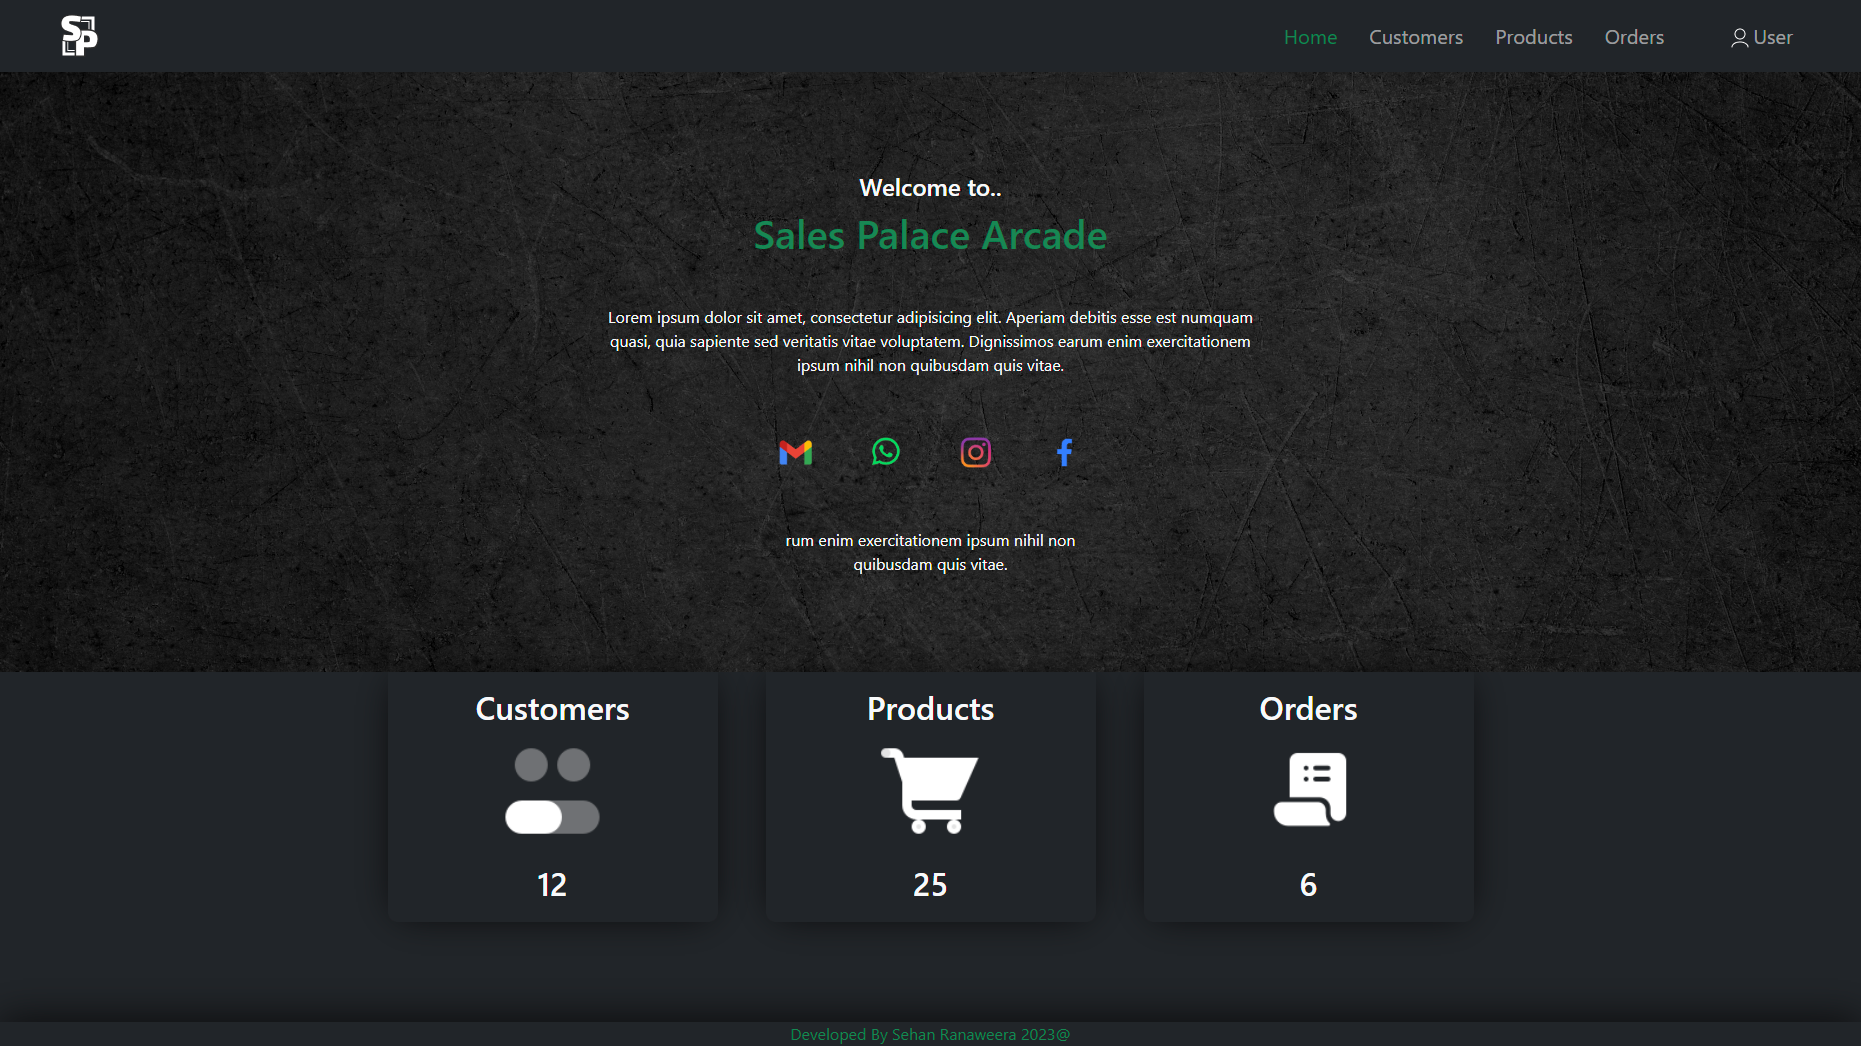 SP
Home Customers Products Orders User
Welcome to..
Sales Palace Arcade
Lorem ipsum dolor sit amet, consectetur adipisicing elit. Aperiam debitis esse est numquam
quasi, quia sapiente sed veritatis vitae voluptatem. Dignissimos earum enim exercitationem
ipsum nihil non quibusdam quis vitae.
rum enim exercitationem ipsum nihil non
quibusdam quis vitae.
Customers
12
Products
25
Orders
6
Developed By Sehan Ranaweera 2023@